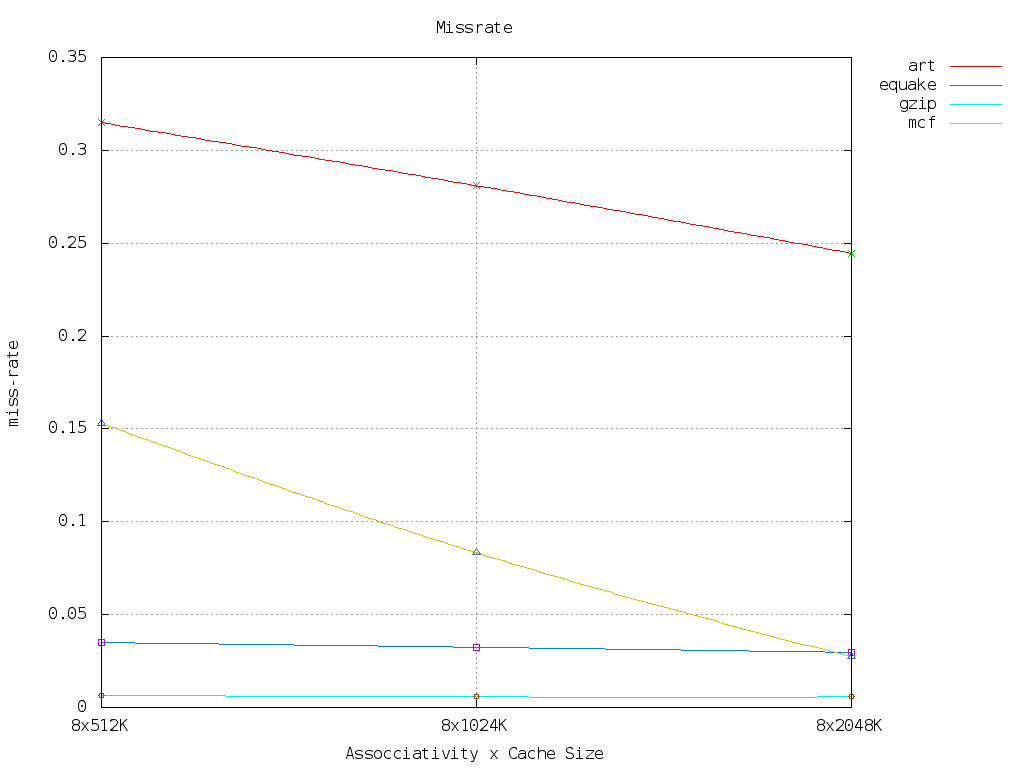 Missrate
0.35
0.3
0.25
0.2
0.15
0.1
0.05
0
miss-rate
8x512K
8x1024K
8x2048K
Assocciativity x Cache Size
art
equake
gzip
mcf